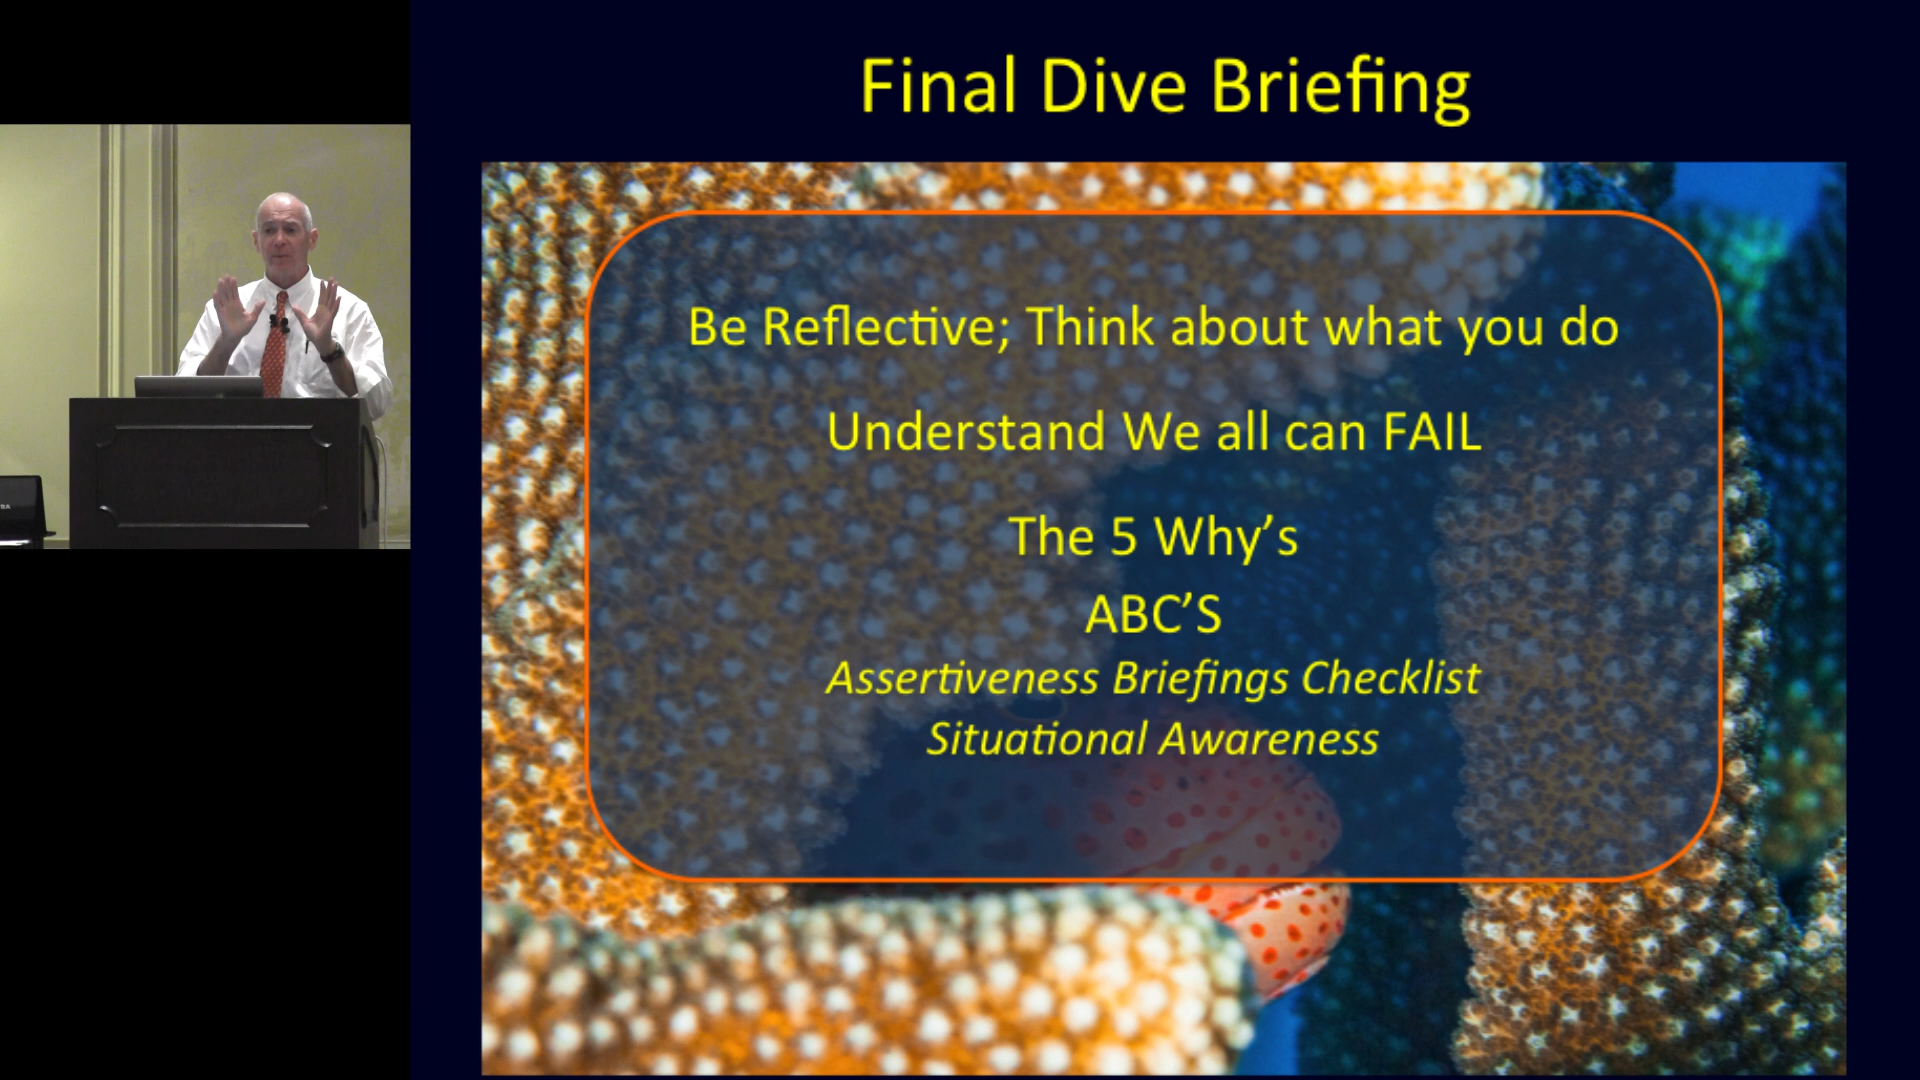 Final Dive Briefing
Be Reflective; Think about what you do
Understand We all can FAIL
The 5 Why's
ABC'S
Assertiveness Briefings Checklist
Situational Awareness